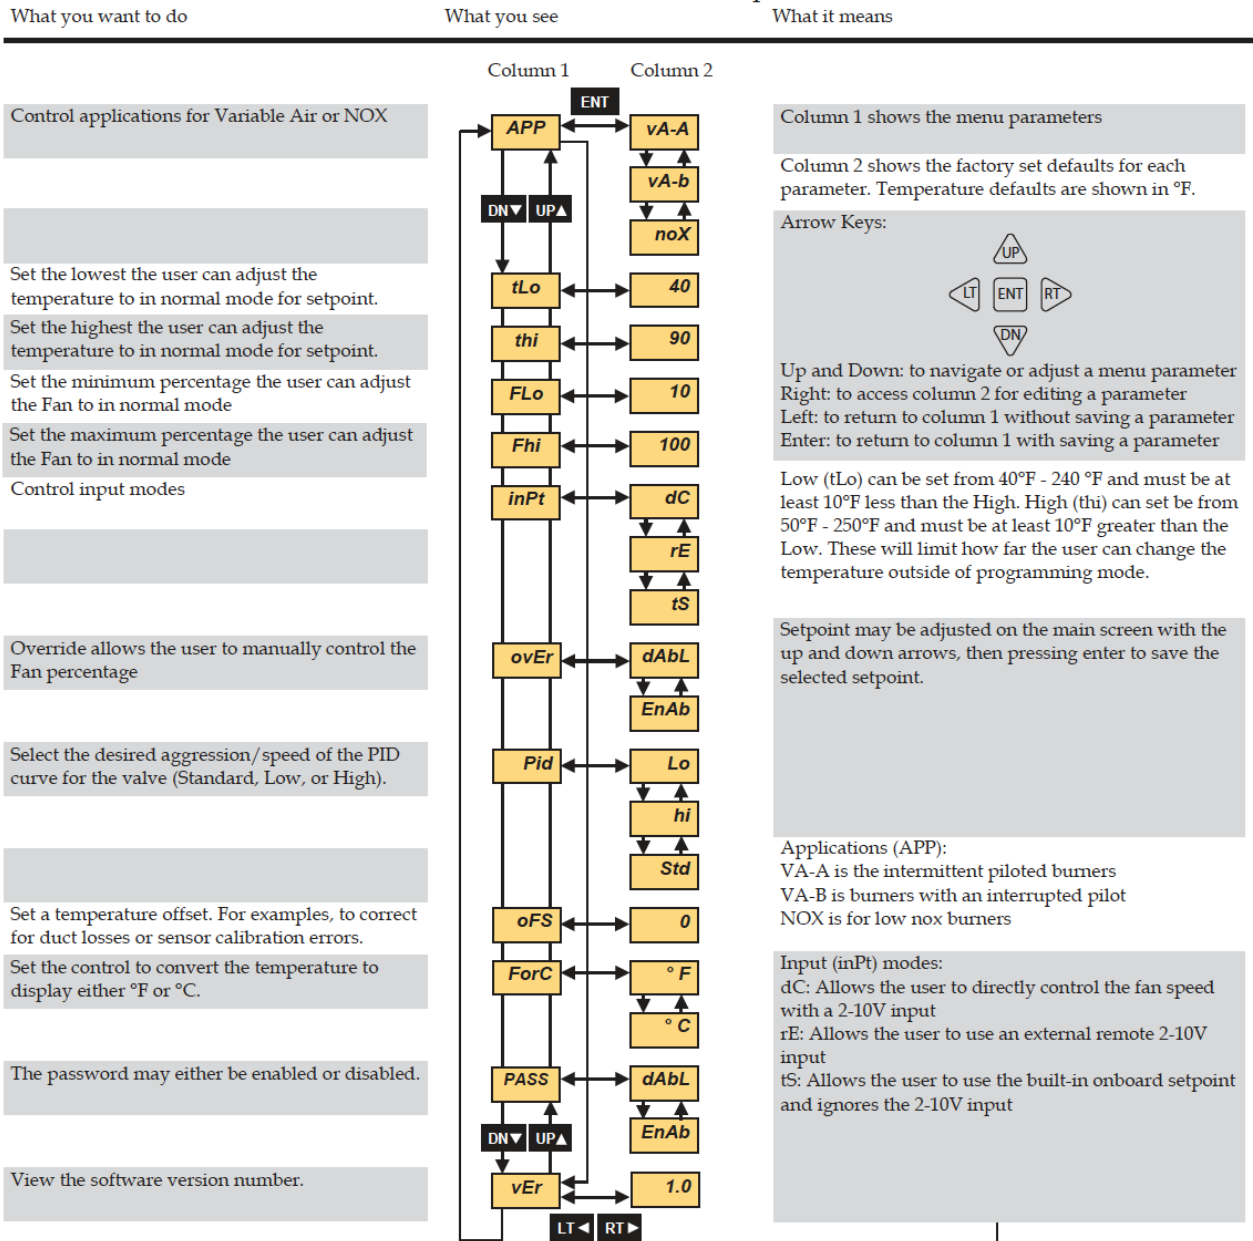 What you want to do
What you see
What it means
Column 1
Column 2
ENT
Control applications for Variable Air or NOX
APP
vA-A
vA-b
DN▼
UP▲
noX
Set the lowest the user can adjust the
temperature to in normal mode for setpoint.
tLo
40
Set the highest the user can adjust the
temperature to in normal mode for setpoint.
thi
90
Set the minimum percentage the user can adjust
the Fan to in normal mode
FLo
10
Set the maximum percentage the user can adjust
the Fan to in normal mode
Fhi
100
Control input modes
inPt
dC
rE
tS
Override allows the user to manually control the
Fan percentage
ovEr
dAbL
EnAb
Select the desired aggression/speed of the PID
curve for the valve (Standard, Low, or High).
Pid
Lo
hi
Std
Set a temperature offset. For examples, to correct
for duct losses or sensor calibration errors.
oFS
0
Set the control to convert the temperature to
display either °F or °C.
ForC
° F
° C
The password may either be enabled or disabled.
PASS
dAbL
EnAb
DN▼
UP▲
View the software version number.
vEr
1.0
LT◄
RT►
Column 1 shows the menu parameters
Column 2 shows the factory set defaults for each
parameter. Temperature defaults are shown in °F.
Arrow Keys:
UP
LT
ENT
RT
DN
Up and Down: to navigate or adjust a menu parameter
Right: to access column 2 for editing a parameter
Left: to return to column 1 without saving a parameter
Enter: to return to column 1 with saving a parameter
Low (tLo) can be set from 40°F - 240 °F and must be at
least 10°F less than the High. High (thi) can set be from
50°F - 250°F and must be at least 10°F greater than the
Low. These will limit how far the user can change the
temperature outside of programming mode.
Setpoint may be adjusted on the main screen with the
up and down arrows, then pressing enter to save the
selected setpoint.
Applications (APP):
VA-A is the intermittent piloted burners
VA-B is burners with an interrupted pilot
NOX is for low nox burners
Input (inPt) modes:
dC: Allows the user to directly control the fan speed
with a 2-10V input
rE: Allows the user to use an external remote 2-10V
input
tS: Allows the user to use the built-in onboard setpoint
and ignores the 2-10V input